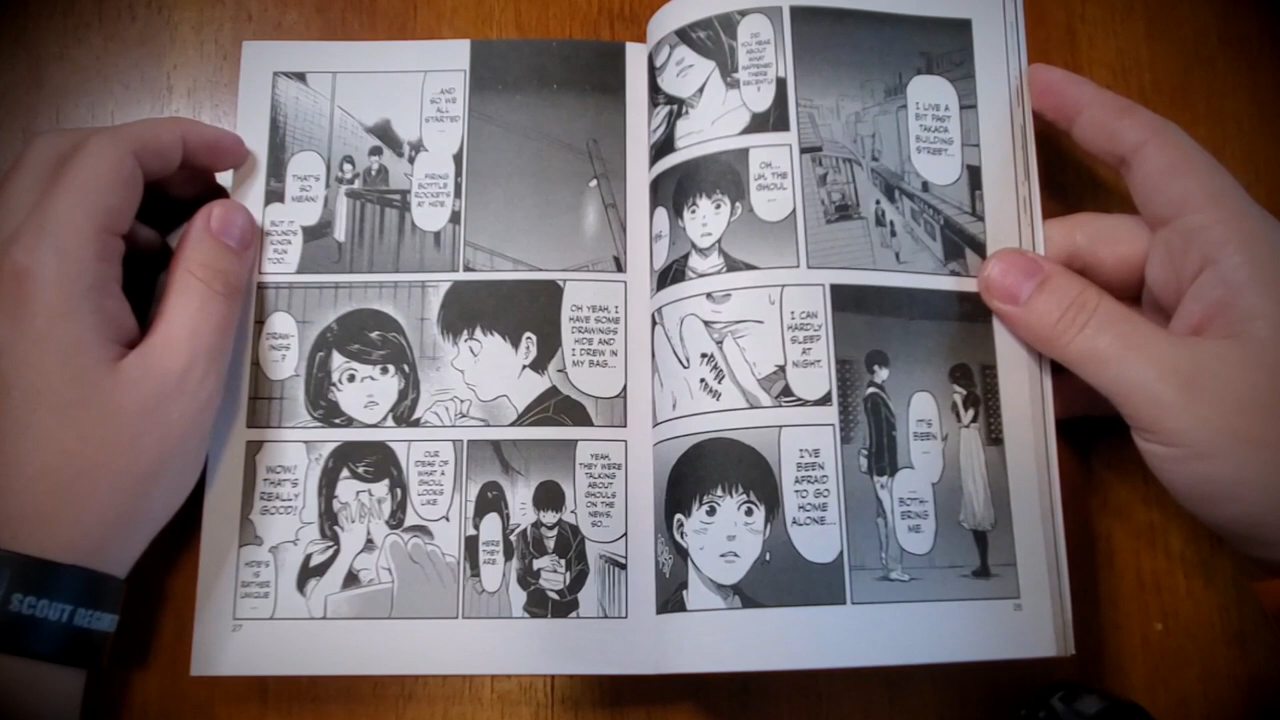 I LIVE A
BIT PAST
TAKADA
BUILDING
STREET...
DID
YOU HEAR
ABOUT
WHAT
HAPPENED
THERE
RECENTLY
?
OH...
UH, THE
GHOUL
...
IT'S
BEEN
...
...
BOTH-
ERING
ME.
I CAN
HARDLY
SLEEP
AT
NIGHT.
TRMBL
TRMBL
I'VE
BEEN
AFRAID
TO GO
HOME
ALONE...
26
...AND
SO WE
ALL
STARTED
...
...FIRING
BOTTLE
ROCKETS
AT HIDE.
THAT'S
SO
MEAN!
BUT IT
SOUNDS
KINDA
FUN
TOO...
OH YEAH, I
HAVE SOME
DRAWINGS
HIDE AND
I DREW IN
MY BAG...
DRAW-
INGS
...?
YEAH,
THEY WERE
TALKING
ABOUT
GHOULS
ON THE
NEWS,
SO...
HERE
THEY
ARE.
OUR
IDEAS OF
WHAT A
GHOUL
LOOKS
LIKE.
WOW!
THAT'S
REALLY
GOOD!
HIDE'S
IS
RATHER
UNIQUE
...
27
SCOUT